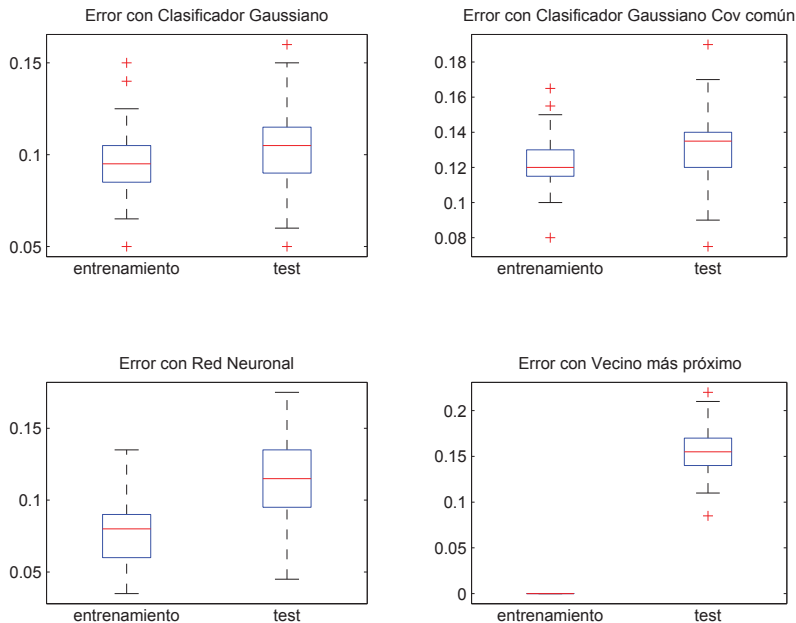 Error con Clasificador Gaussiano
0.15
0.1
0.05
entrenamiento test
Error con Clasificador Gaussiano Cov común
0.18
0.16
0.14
0.12
0.1
0.08
entrenamiento test
Error con Red Neuronal
0.15
0.1
0.05
entrenamiento test
Error con Vecino más próximo
0.2
0.15
0.1
0.05
0
entrenamiento test